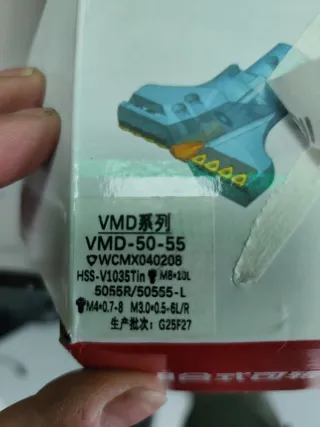 VMD系列
VMD-50-55
WCMX040208
HSS-V1035Tin M8*10L
5055R/50555-L
M4*0.7-8 M3.0*0.5-6L/R
生产批次: G25F27